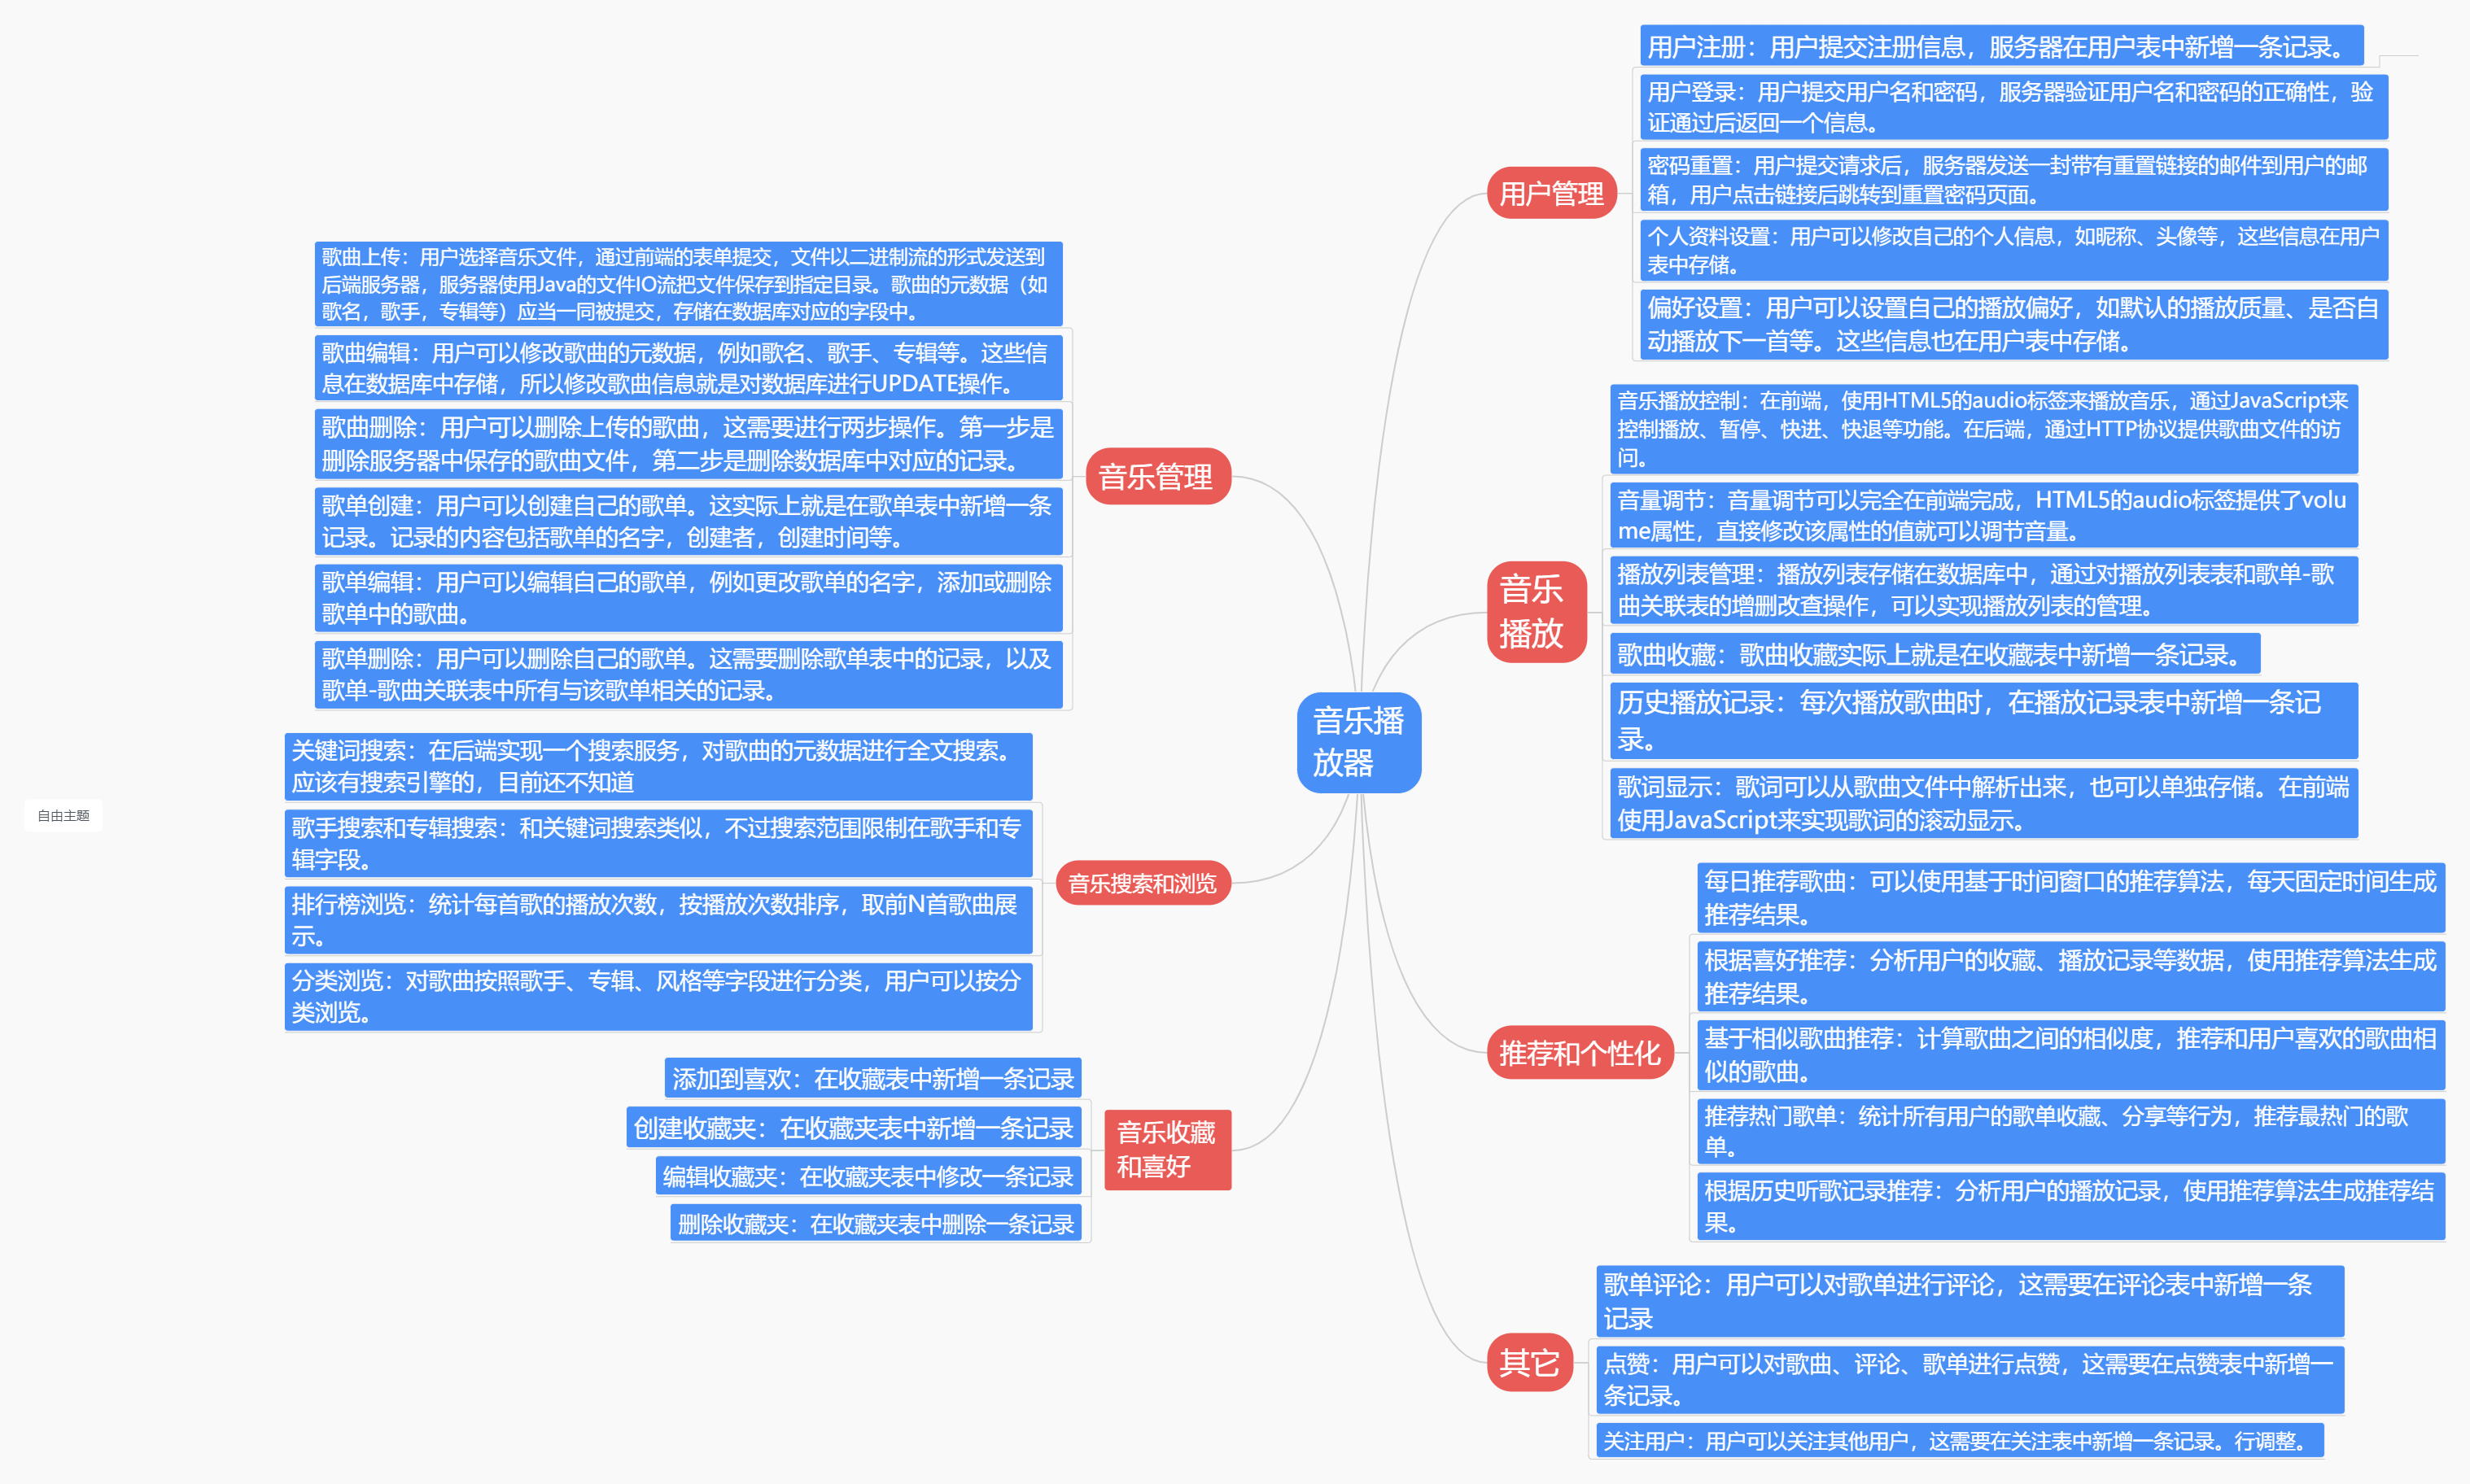 音乐播
放器
用户管理
用户注册：用户提交注册信息，服务器在用户表中新增一条记录。
用户登录：用户提交用户名和密码，服务器验证用户名和密码的正确性，验
证通过后返回一个信息。
密码重置：用户提交请求后，服务器发送一封带有重置链接的邮件到用户的邮
箱，用户点击链接后跳转到重置密码页面。
个人资料设置：用户可以修改自己的个人信息，如昵称、头像等，这些信息在用户
表中存储。
偏好设置：用户可以设置自己的播放偏好，如默认的播放质量、是否自
动播放下一首等。这些信息也在用户表中存储。
音乐
播放
音乐播放控制：在前端，使用HTML5的audio标签来播放音乐，通过JavaScript来
控制播放、暂停、快进、快退等功能。在后端，通过HTTP协议提供歌曲文件的访
问。
音量调节：音量调节可以完全在前端完成，HTML5的audio标签提供了volu
me属性，直接修改该属性的值就可以调节音量。
播放列表管理：播放列表存储在数据库中，通过对播放列表表和歌单-歌
曲关联表的增删改查操作，可以实现播放列表的管理。
歌曲收藏：歌曲收藏实际上就是在收藏表中新增一条记录。
历史播放记录：每次播放歌曲时，在播放记录表中新增一条记
录。
歌词显示：歌词可以从歌曲文件中解析出来，也可以单独存储。在前端
使用JavaScript来实现歌词的滚动显示。
推荐和个性化
每日推荐歌曲：可以使用基于时间窗口的推荐算法，每天固定时间生成
推荐结果。
根据喜好推荐：分析用户的收藏、播放记录等数据，使用推荐算法生成
推荐结果。
基于相似歌曲推荐：计算歌曲之间的相似度，推荐和用户喜欢的歌曲相
似的歌曲。
推荐热门歌单：统计所有用户的歌单收藏、分享等行为，推荐最热门的歌
单。
根据历史听歌记录推荐：分析用户的播放记录，使用推荐算法生成推荐结
果。
其它
歌单评论：用户可以对歌单进行评论，这需要在评论表中新增一条
记录
点赞：用户可以对歌曲、评论、歌单进行点赞，这需要在点赞表中新增一
条记录。
关注用户：用户可以关注其他用户，这需要在关注表中新增一条记录。行调整。
音乐管理
歌曲上传：用户选择音乐文件，通过前端的表单提交，文件以二进制流的形式发送到
后端服务器，服务器使用Java的文件IO流把文件保存到指定目录。歌曲的元数据（如
歌名，歌手，专辑等）应当一同被提交，存储在数据库对应的字段中。
歌曲编辑：用户可以修改歌曲的元数据，例如歌名、歌手、专辑等。这些信
息在数据库中存储，所以修改歌曲信息就是对数据库进行UPDATE操作。
歌曲删除：用户可以删除上传的歌曲，这需要进行两步操作。第一步是
删除服务器中保存的歌曲文件，第二步是删除数据库中对应的记录。
歌单创建：用户可以创建自己的歌单。这实际上就是在歌单表中新增一条
记录。记录的内容包括歌单的名字，创建者，创建时间等。
歌单编辑：用户可以编辑自己的歌单，例如更改歌单的名字，添加或删除
歌单中的歌曲。
歌单删除：用户可以删除自己的歌单。这需要删除歌单表中的记录，以及
歌单-歌曲关联表中所有与该歌单相关的记录。
音乐搜索和浏览
关键词搜索：在后端实现一个搜索服务，对歌曲的元数据进行全文搜索。
应该有搜索引擎的，目前还不知道
歌手搜索和专辑搜索：和关键词搜索类似，不过搜索范围限制在歌手和专
辑字段。
排行榜浏览：统计每首歌的播放次数，按播放次数排序，取前N首歌曲展
示。
分类浏览：对歌曲按照歌手、专辑、风格等字段进行分类，用户可以按分
类浏览。
音乐收藏
和喜好
添加到喜欢：在收藏表中新增一条记录
创建收藏夹：在收藏夹表中新增一条记录
编辑收藏夹：在收藏夹表中修改一条记录
删除收藏夹：在收藏夹表中删除一条记录
自由主题